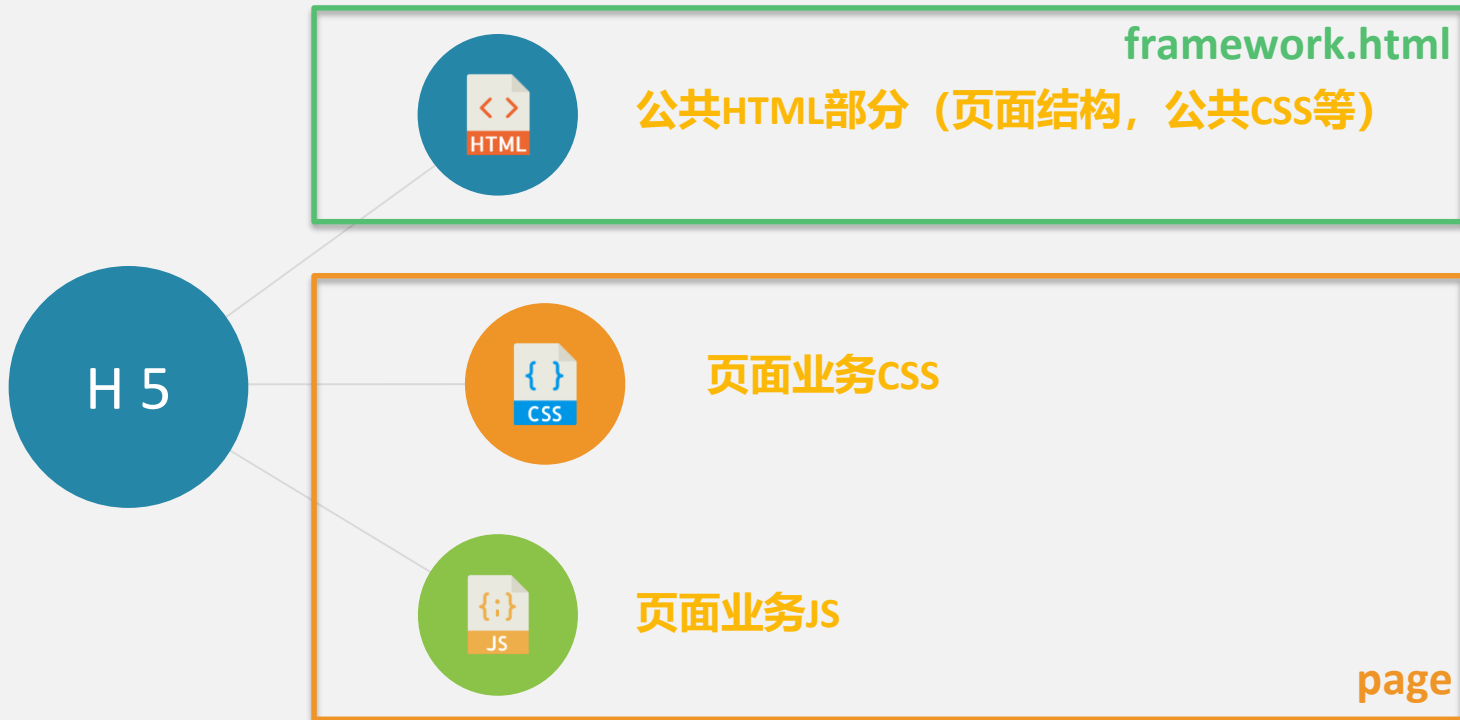 framework.html
< >
HTML
公共HTML部分（页面结构，公共CSS等）
H 5
{ }
CSS
页面业务CSS
{;}
JS
页面业务JS
page